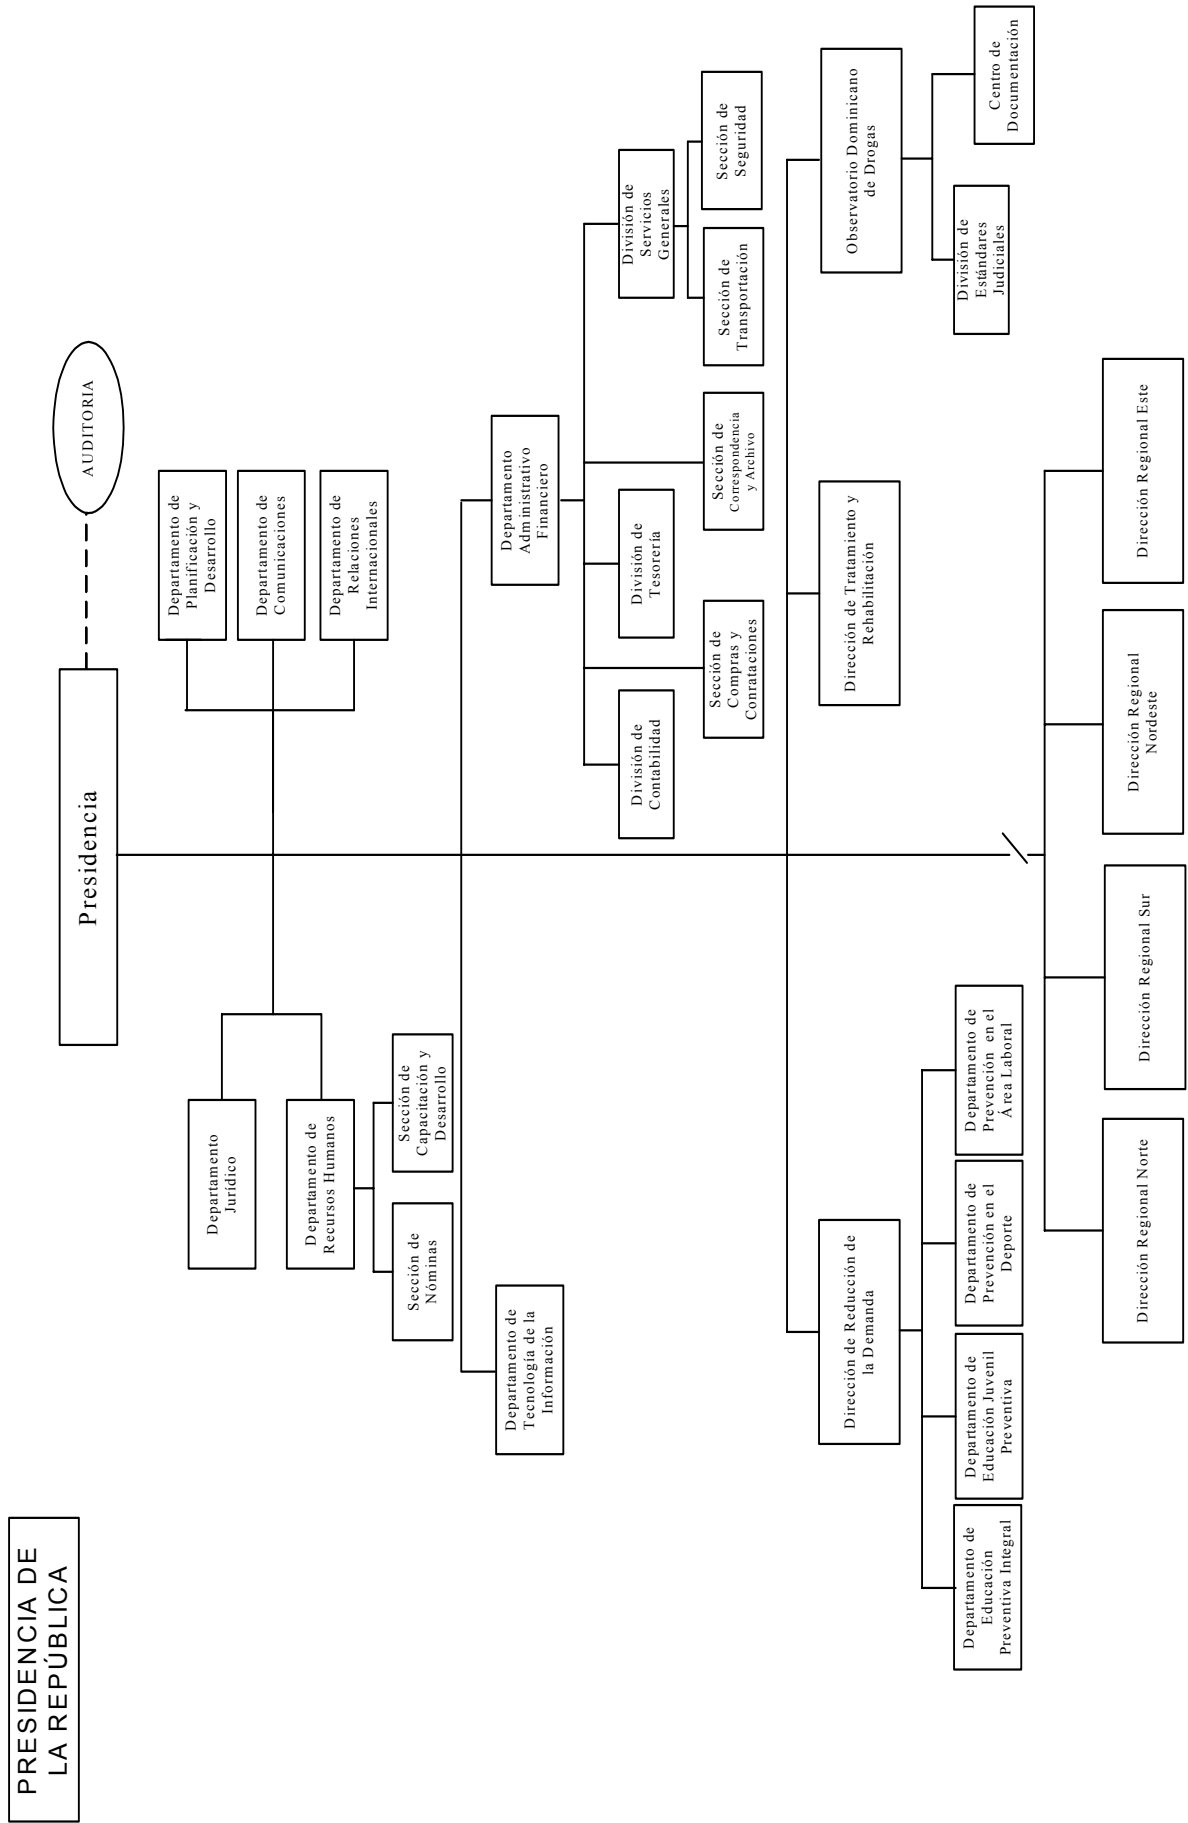 PRESIDENCIA DE
LA REPÚBLICA
Presidencia
AUDITORIA
Departamento
Jurídico
Departamento de
Recursos Humanos
Sección de
Nóminas
Sección de
Capacitación y
Desarrollo
Departamento de
Planificación y
Desarrollo
Departamento de
Comunicaciones
Departamento de
Relaciones
Internacionales
Departamento de
Tecnología de la
Información
Departamento
Administrativo
Financiero
División de
Contabilidad
División de
Tesorería
División de
Servicios
Generales
Sección de
Compras y
Conrataciones
Sección de
Correspondencia
y Archivo
Sección de
Transportación
Sección de
Seguridad
Dirección de Reducción de
la Demanda
Dirección de Tratamiento y
Rehabilitación
Observatorio Dominicano
de Drogas
Departamento de
Educación
Preventiva Integral
Departamento de
Educación Juvenil
Preventiva
Departamento de
Prevención en el
Deporte
Departamento de
Prevención en el
Área Laboral
División de
Estándares
Judiciales
Centro de
Documentación
Dirección Regional Norte
Dirección Regional Sur
Dirección Regional
Nordeste
Dirección Regional Este